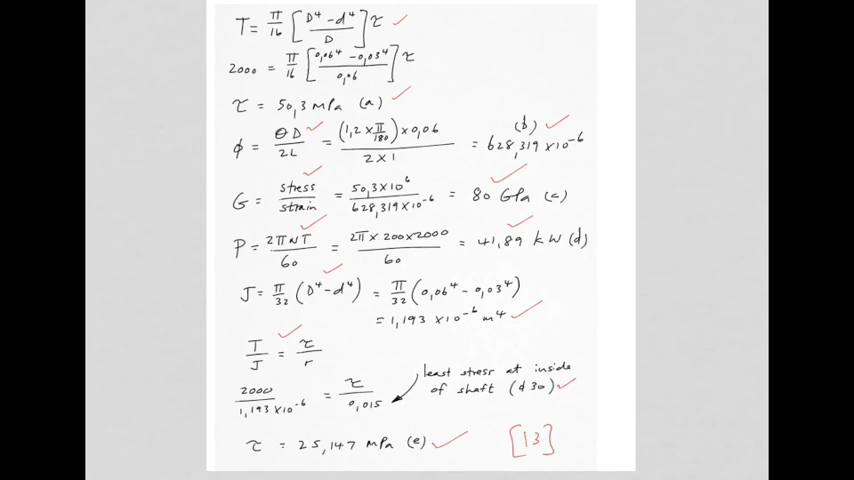 T = π/16 [D⁴ - d⁴ / D] τ
2000 = π/16 [0,06⁴ - 0,03⁴ / 0,06] τ
τ = 50,3 MPa (a)
φ = θD/2L = (1,2 × π/180) × 0,06 / 2 × 1 = 628,319 × 10⁻⁶ (b)
G = stress/strain = 50,3 × 10⁶ / 628,319 × 10⁻⁶ = 80 GPa (c)
P = 2πNT/60 = 2π × 200 × 2000 / 60 = 41,89 kW (d)
J = π/32 (D⁴ - d⁴) = π/32 (0,06⁴ - 0,03⁴)
= 1,193 × 10⁻⁶ m⁴
T/J = τ/r
least stress at inside
of shaft (d 30)
2000 / 1,193 × 10⁻⁶ = τ / 0,015
τ = 25,147 MPa (e) [13]